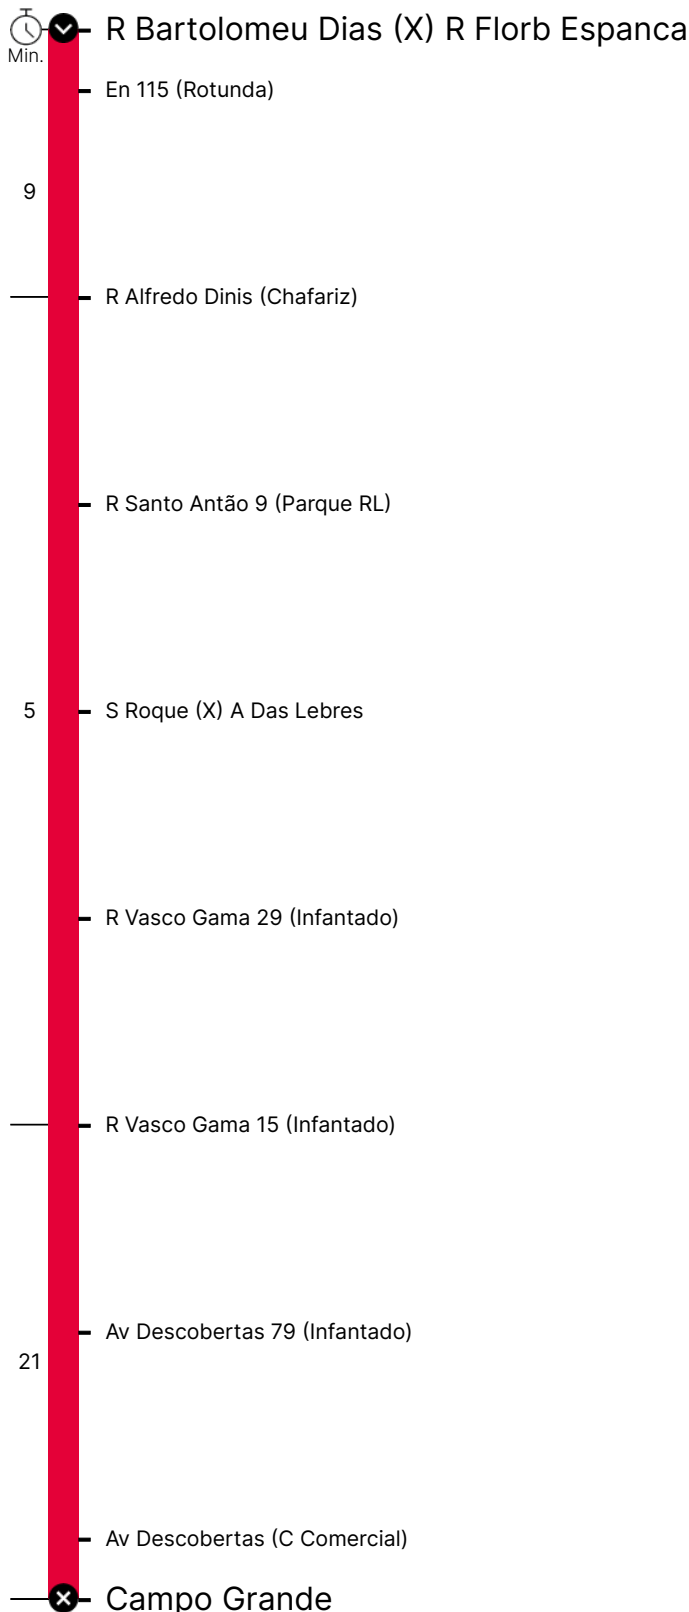 R Bartolomeu Dias (X) R Florb Espanca
Min.
En 115 (Rotunda)
9
R Alfredo Dinis (Chafariz)
R Santo Antão 9 (Parque RL)
5
S Roque (X) A Das Lebres
R Vasco Gama 29 (Infantado)
R Vasco Gama 15 (Infantado)
Av Descobertas 79 (Infantado)
21
Av Descobertas (C Comercial)
Campo Grande